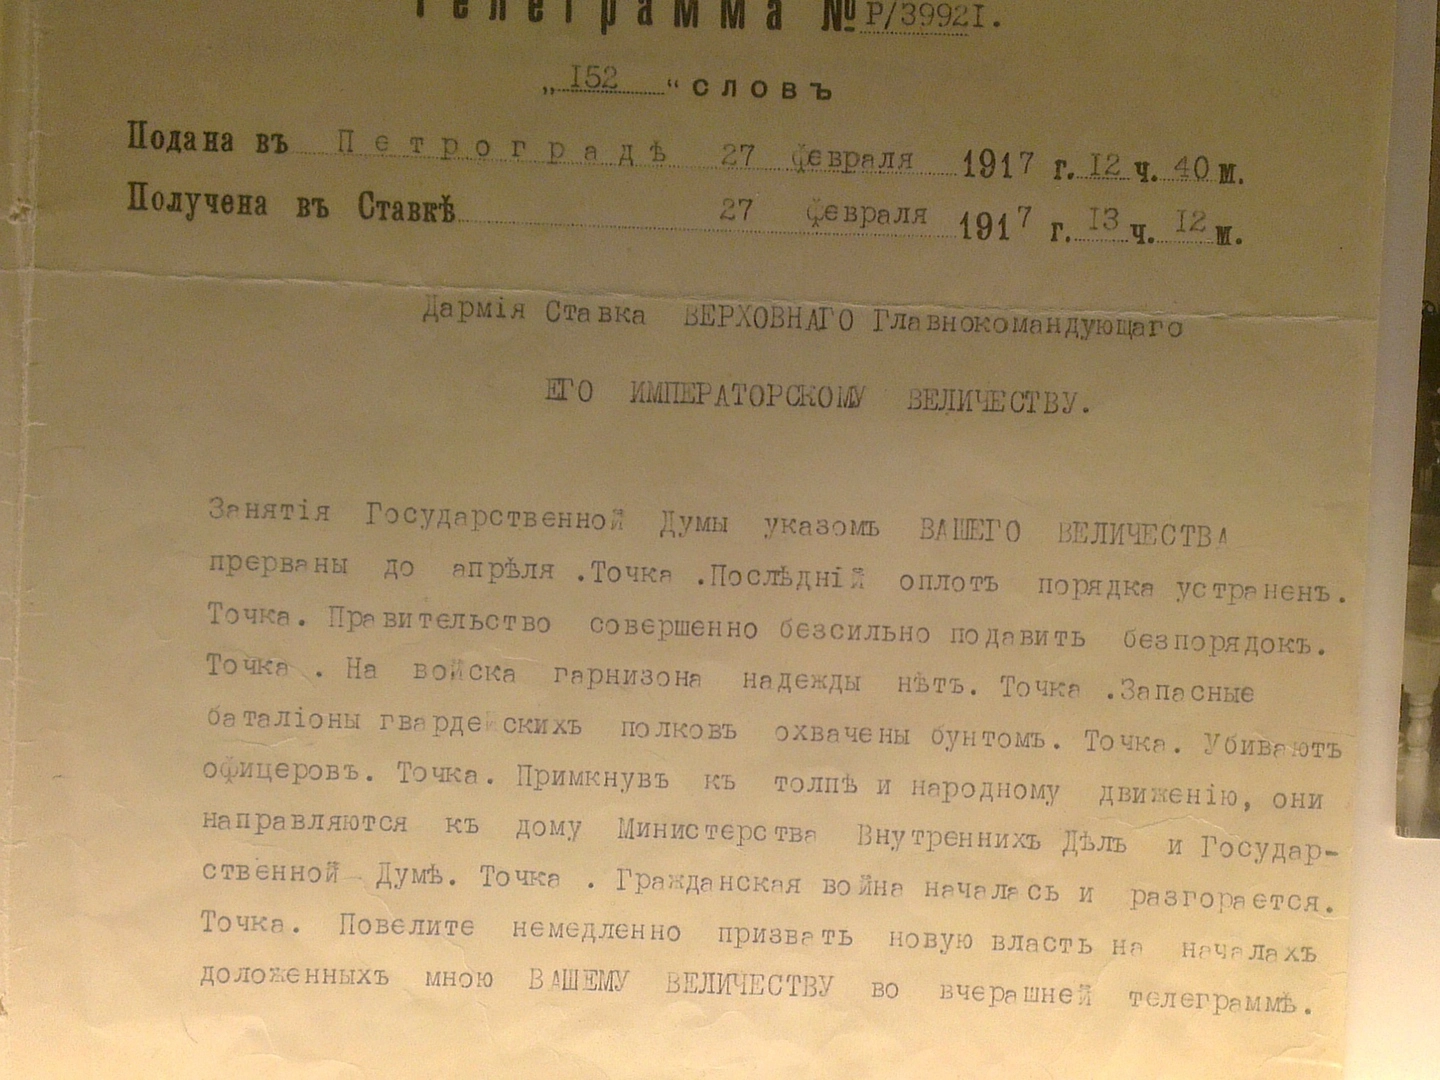 Телеграмма № Р/39921.
„ 152 “ словъ
Подана въ Петроградѣ 27 февраля 1917 г. 12 ч. 40 м.
Получена въ Ставкѣ 27 февраля 1917 г. 13 ч. 12 м.
Дармія Ставка ВЕРХОВНАГО Главнокомандующаго
ЕГО ИМПЕРАТОРСКОМУ ВЕЛИЧЕСТВУ.
Занятія Государственной Думы указомъ ВАШЕГО ВЕЛИЧЕСТВА
прерваны до апрѣля .Точка .Послѣдній оплотъ порядка устраненъ.
Точка. Правительство совершенно безсильно подавить безпорядокъ.
Точка . На войска гарнизона надежды нѣтъ. Точка .Запасные
баталіоны гвардейскихъ полковъ охвачены бунтомъ. Точка. Убиваютъ
офицеровъ. Точка. Примкнувъ къ толпѣ и народному движенію, они
направляются къ дому Министерства Внутреннихъ Дѣлъ и Государ-
ственной Думѣ. Точка . Гражданская война началась и разгорается.
Точка. Повелите немедленно призвать новую власть на началахъ
доложенныхъ мною ВАШЕМУ ВЕЛИЧЕСТВУ во вчерашней телеграммѣ.